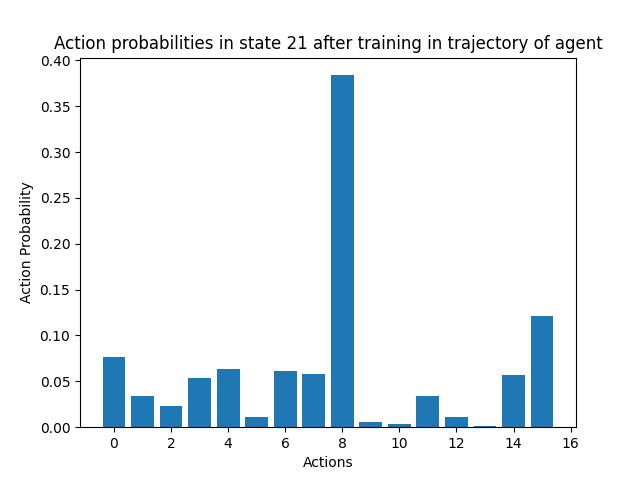 Action probabilities in state 21 after training in trajectory of agent
0.40
0.35
0.30
0.25
0.20
0.15
0.10
0.05
0.00
Action Probability
0 2 4 6 8 10 12 14 16
Actions